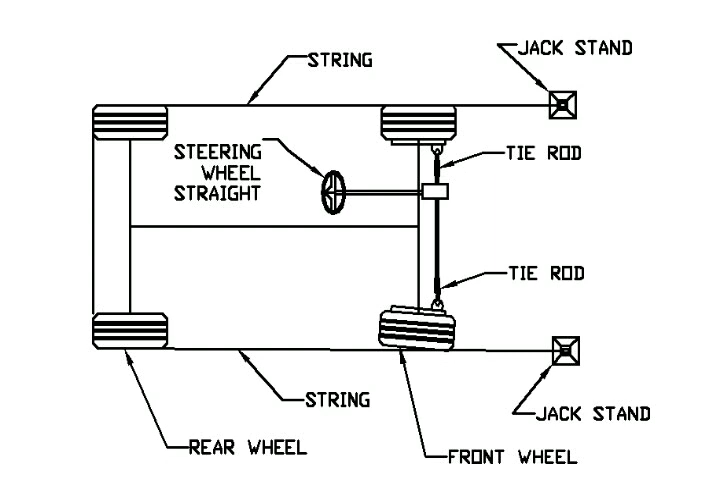 JACK STAND
STRING
STEERING
WHEEL
STRAIGHT
TIE ROD
TIE ROD
STRING
JACK STAND
REAR WHEEL
FRONT WHEEL